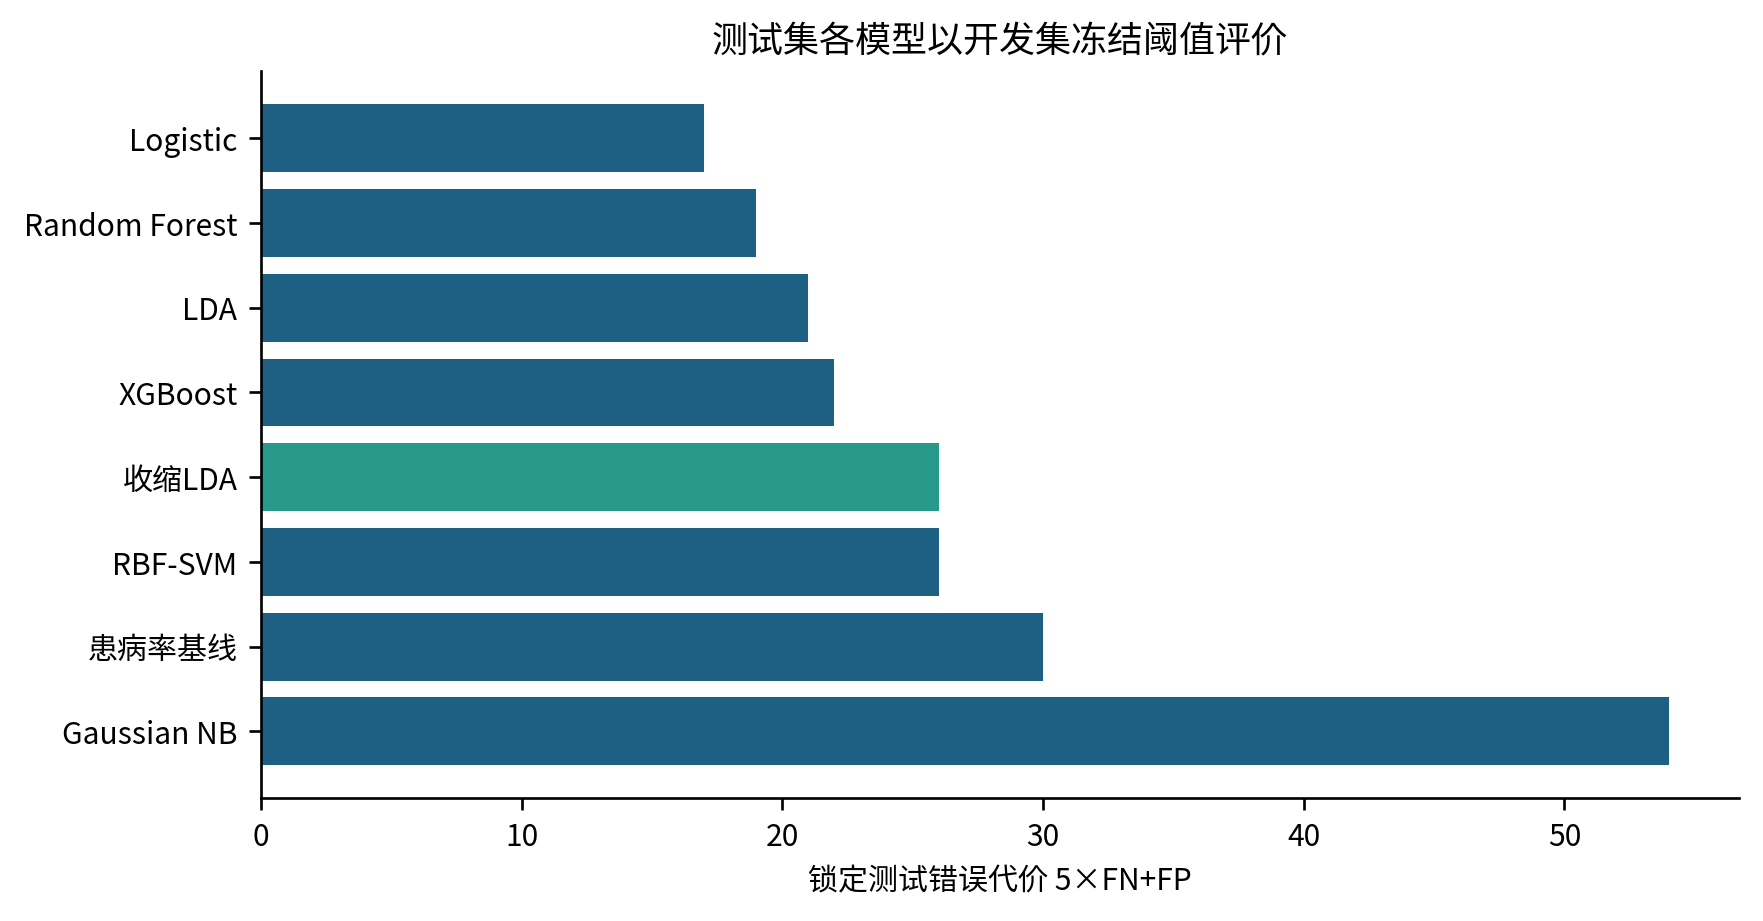 测试集各模型以开发集冻结阈值评价
Logistic
Random Forest
LDA
XGBoost
收缩LDA
RBF-SVM
患病率基线
Gaussian NB
0 10 20 30 40 50
锁定测试错误代价 5×FN+FP